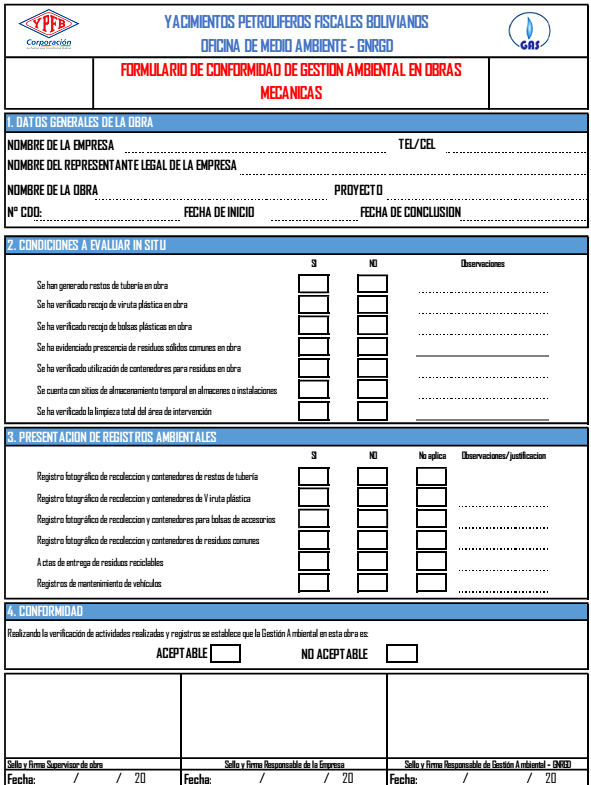 YPFB
Corporación
YACIMIENTOS PETROLIFEROS FISCALES BOLIVIANOS
OFICINA DE MEDIO AMBIENTE - GNRGD
GAS
FORMULARIO DE CONFORMIDAD DE GESTION AMBIENTAL EN OBRAS
MECANICAS
1. DATOS GENERALES DE LA OBRA
NOMBRE DE LA EMPRESA TEL/CEL
NOMBRE DEL REPRESENTANTE LEGAL DE LA EMPRESA
NOMBRE DE LA OBRA PROYECTO
N° CDO: FECHA DE INICIO FECHA DE CONCLUSION
2. CONDICIONES A EVALUAR IN SITU
SI NO Observaciones
Se han generado restos de tubería en obra
Se ha verificado recojo de viruta plástica en obra
Se ha verificado recojo de bolsas plásticas en obra
Se ha evidenciado prescencia de residuos sólidos comunes en obra
Se ha verificado utilización de contenedores para residuos en obra
Se cuenta con sitios de almacenamiento temporal en almacenes o instalaciones
Se ha verificado la limpieza total del área de intervención
3. PRESENTACION DE REGISTROS AMBIENTALES
SI NO No aplica Observaciones/justificacion
Registro fotográfico de recoleccion y contenedores de restos de tubería
Registro fotográfico de recoleccion y contenedores de Viruta plástica
Registro fotográfico de recoleccion y contenedores para bolsas de accesorios
Registro fotográfico de recoleccion y contenedores de residuos comunes
Actas de entrega de residuos reciclables
Registros de mantenimiento de vehículos
4. CONFORMIDAD
Realizando la verificación de actividades realizadas y registros se establece que la Gestión Ambiental en esta obra es:
ACEPTABLE NO ACEPTABLE
Sello y Firma Supervisor de obra Sello y Firma Responsable de la Empresa Sello y Firma Responsable de Gestión Ambiental - GNRGD
Fecha: / / 20 Fecha: / / 20 Fecha: / / 20